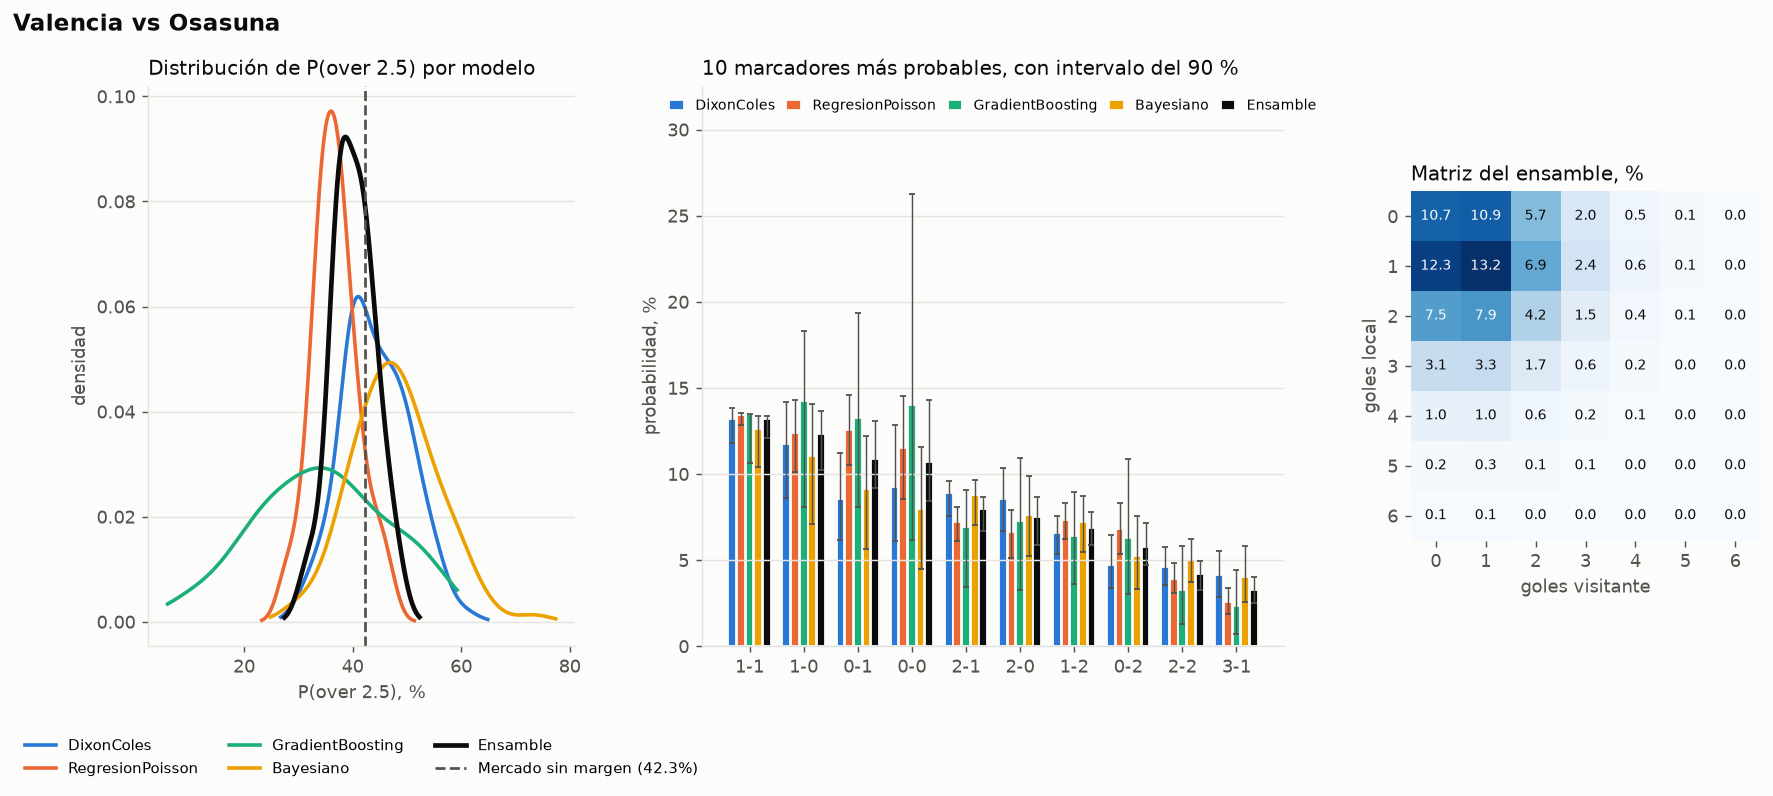 Valencia vs Osasuna
Distribución de P(over 2.5) por modelo
0.10
0.08
0.06
0.04
0.02
0.00
densidad
20 40 60 80
P(over 2.5), %
DixonColes
RegresionPoisson
GradientBoosting
Bayesiano
Ensamble
Mercado sin margen (42.3%)
10 marcadores más probables, con intervalo del 90 %
DixonColes RegresionPoisson GradientBoosting Bayesiano Ensamble
30
25
20
15
10
5
0
probabilidad, %
1-1 1-0 0-1 0-0 2-1 2-0 1-2 0-2 2-2 3-1
Matriz del ensamble, %
goles local
0 10.7 10.9 5.7 2.0 0.5 0.1 0.0
1 12.3 13.2 6.9 2.4 0.6 0.1 0.0
2 7.5 7.9 4.2 1.5 0.4 0.1 0.0
3 3.1 3.3 1.7 0.6 0.2 0.0 0.0
4 1.0 1.0 0.6 0.2 0.1 0.0 0.0
5 0.2 0.3 0.1 0.1 0.0 0.0 0.0
6 0.1 0.1 0.0 0.0 0.0 0.0 0.0
0 1 2 3 4 5 6
goles visitante